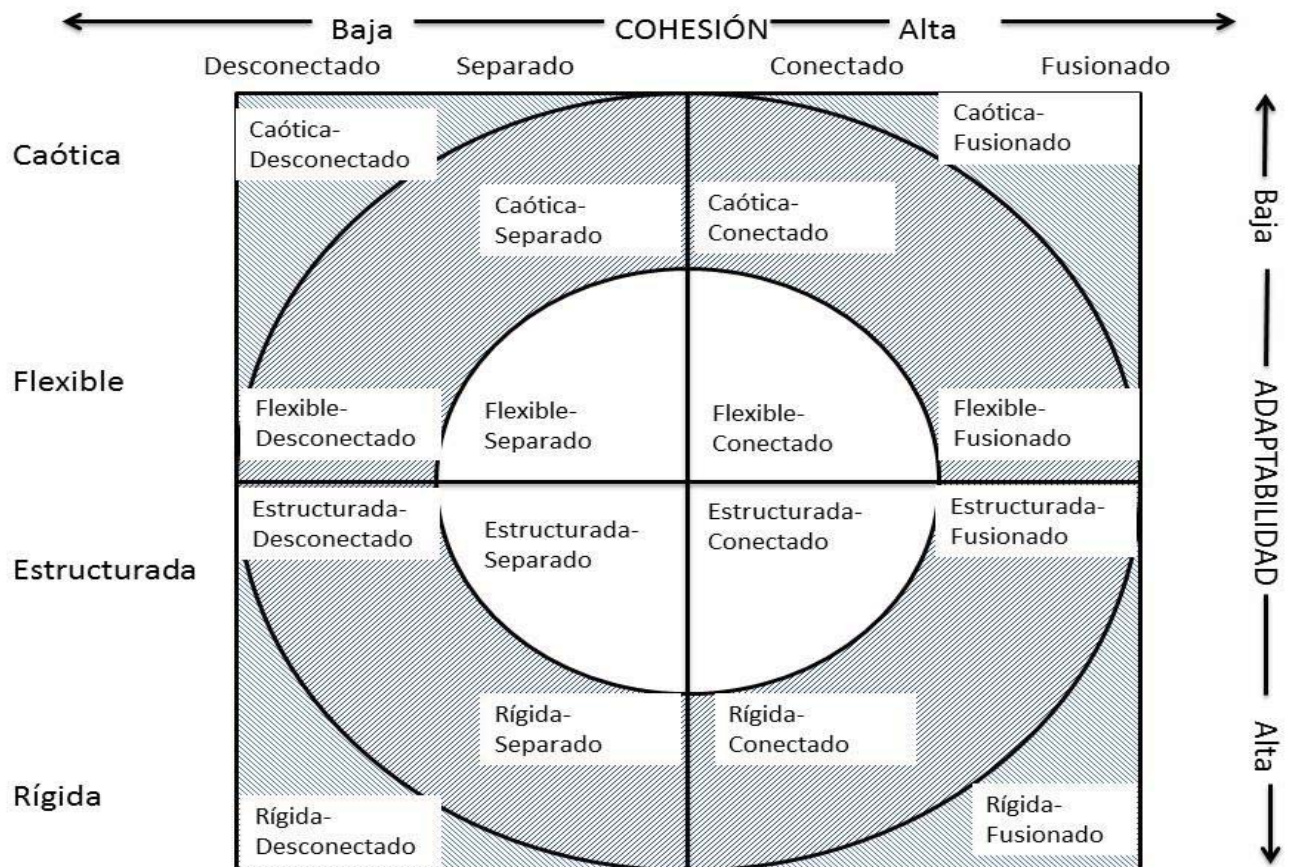 Baja COHESIÓN Alta
Desconectado Separado Conectado Fusionado
Caótica
Caótica-
Desconectado
Caótica-
Separado
Caótica-
Conectado
Caótica-
Fusionado
Flexible
Flexible-
Desconectado
Flexible-
Separado
Flexible-
Conectado
Flexible-
Fusionado
Estructurada
Estructurada-
Desconectado
Estructurada-
Separado
Estructurada-
Conectado
Estructurada-
Fusionado
Rígida
Rígida-
Desconectado
Rígida-
Separado
Rígida-
Conectado
Rígida-
Fusionado
Baja ADAPTABILIDAD Alta